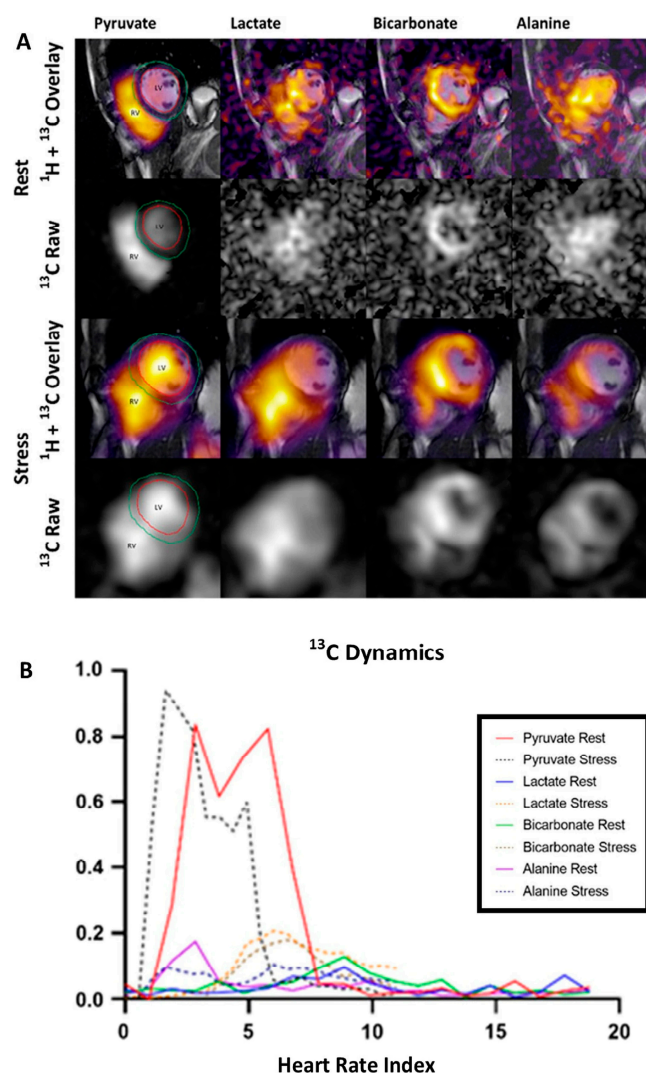 A
Pyruvate Lactate Bicarbonate Alanine
Rest
¹H + ¹³C Overlay
LV
RV
¹³C Raw
LV
RV
Stress
¹H + ¹³C Overlay
LV
RV
¹³C Raw
LV
RV
B
¹³C Dynamics
1.0
0.8
0.6
0.4
0.2
0.0
0 5 10 15 20
Heart Rate Index
Pyruvate Rest
Pyruvate Stress
Lactate Rest
Lactate Stress
Bicarbonate Rest
Bicarbonate Stress
Alanine Rest
Alanine Stress